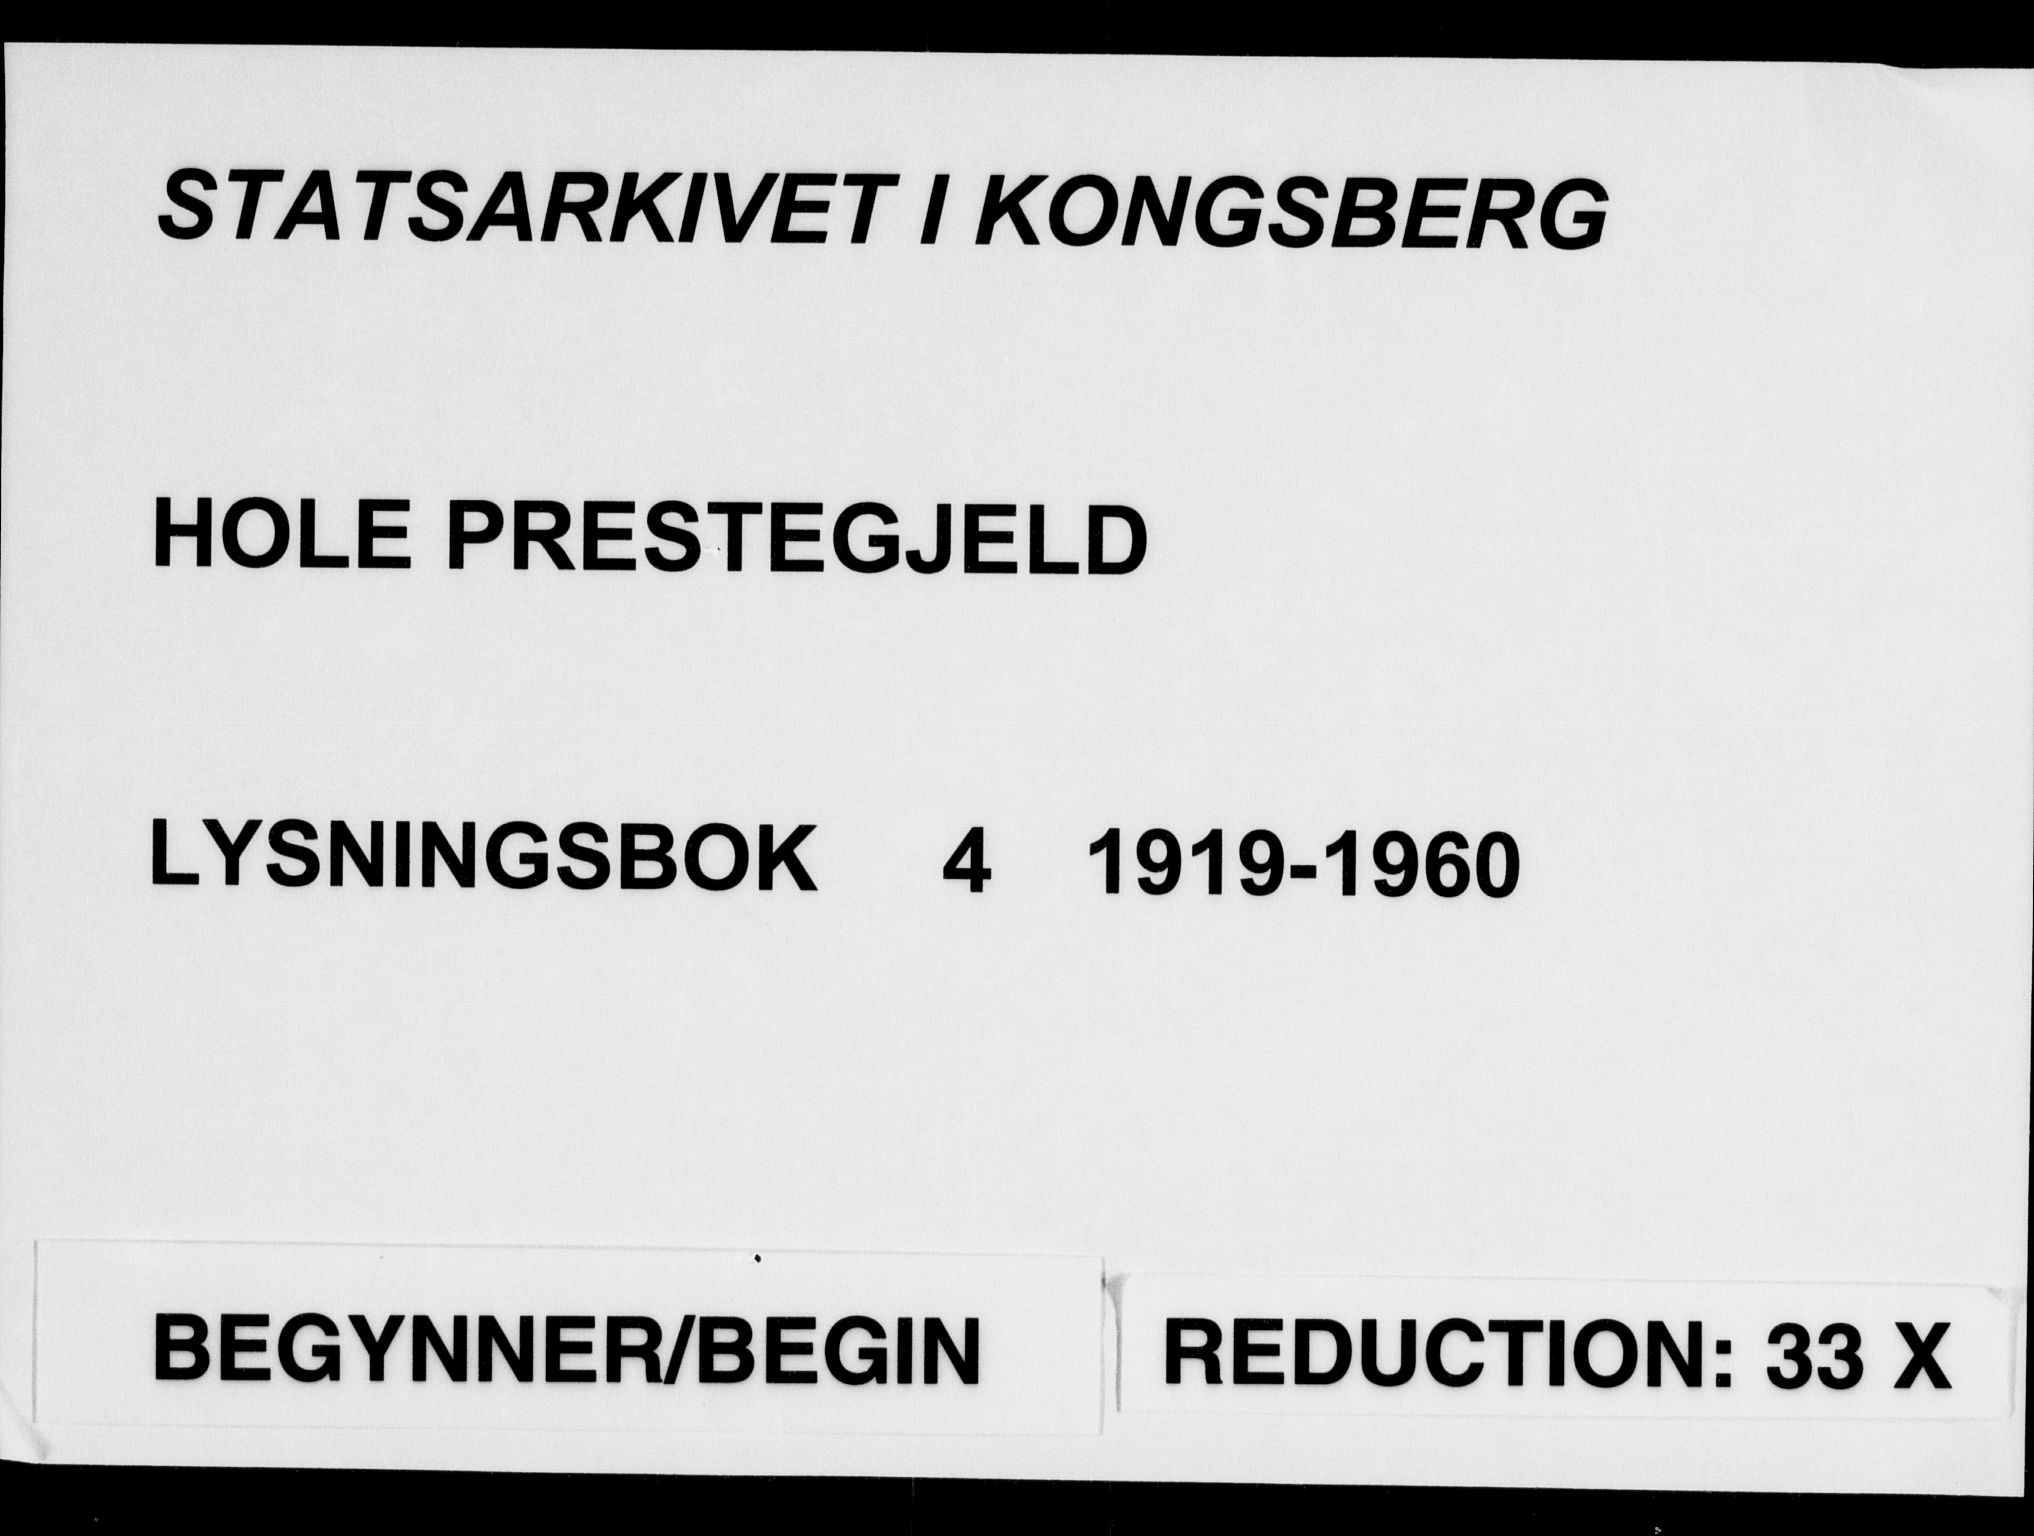 STATSARKIVET I KONGSBERG
HOLE PRESTEGJELD
LYSNINGSBOK 4 1919-1960
BEGYNNER/BEGIN
REDUCTION: 33 X